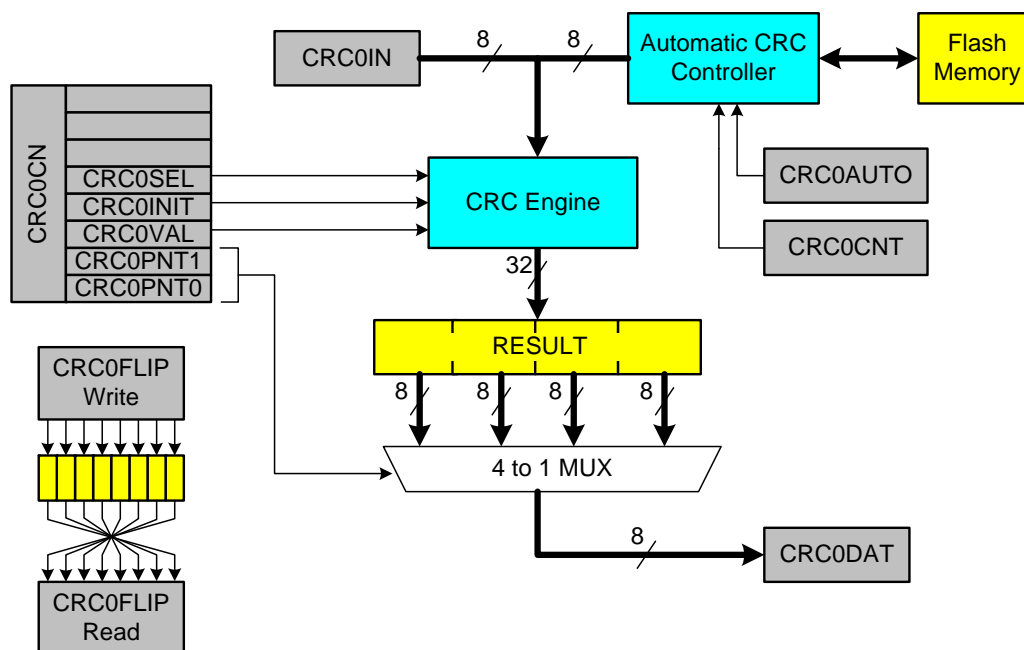 CRC0IN
8
8
Automatic CRC
Controller
Flash
Memory
CRC0CN
CRC0SEL
CRC0INIT
CRC0VAL
CRC0PNT1
CRC0PNT0
CRC Engine
CRC0AUTO
CRC0CNT
32
RESULT
8
8
8
8
4 to 1 MUX
8
CRC0DAT
CRC0FLIP
Write
CRC0FLIP
Read